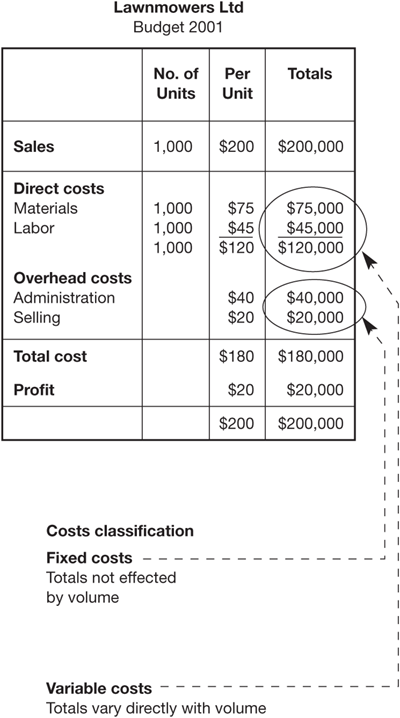 Lawnmowers Ltd
Budget 2001
No. of Units Per Unit Totals
Sales 1,000 $200 $200,000
Direct costs
Materials 1,000 $75 $75,000
Labor 1,000 $45 $45,000
1,000 $120 $120,000
Overhead costs
Administration $40 $40,000
Selling $20 $20,000
Total cost $180 $180,000
Profit $20 $20,000
$200 $200,000
Costs classification
Fixed costs
Totals not effected
by volume
Variable costs
Totals vary directly with volume